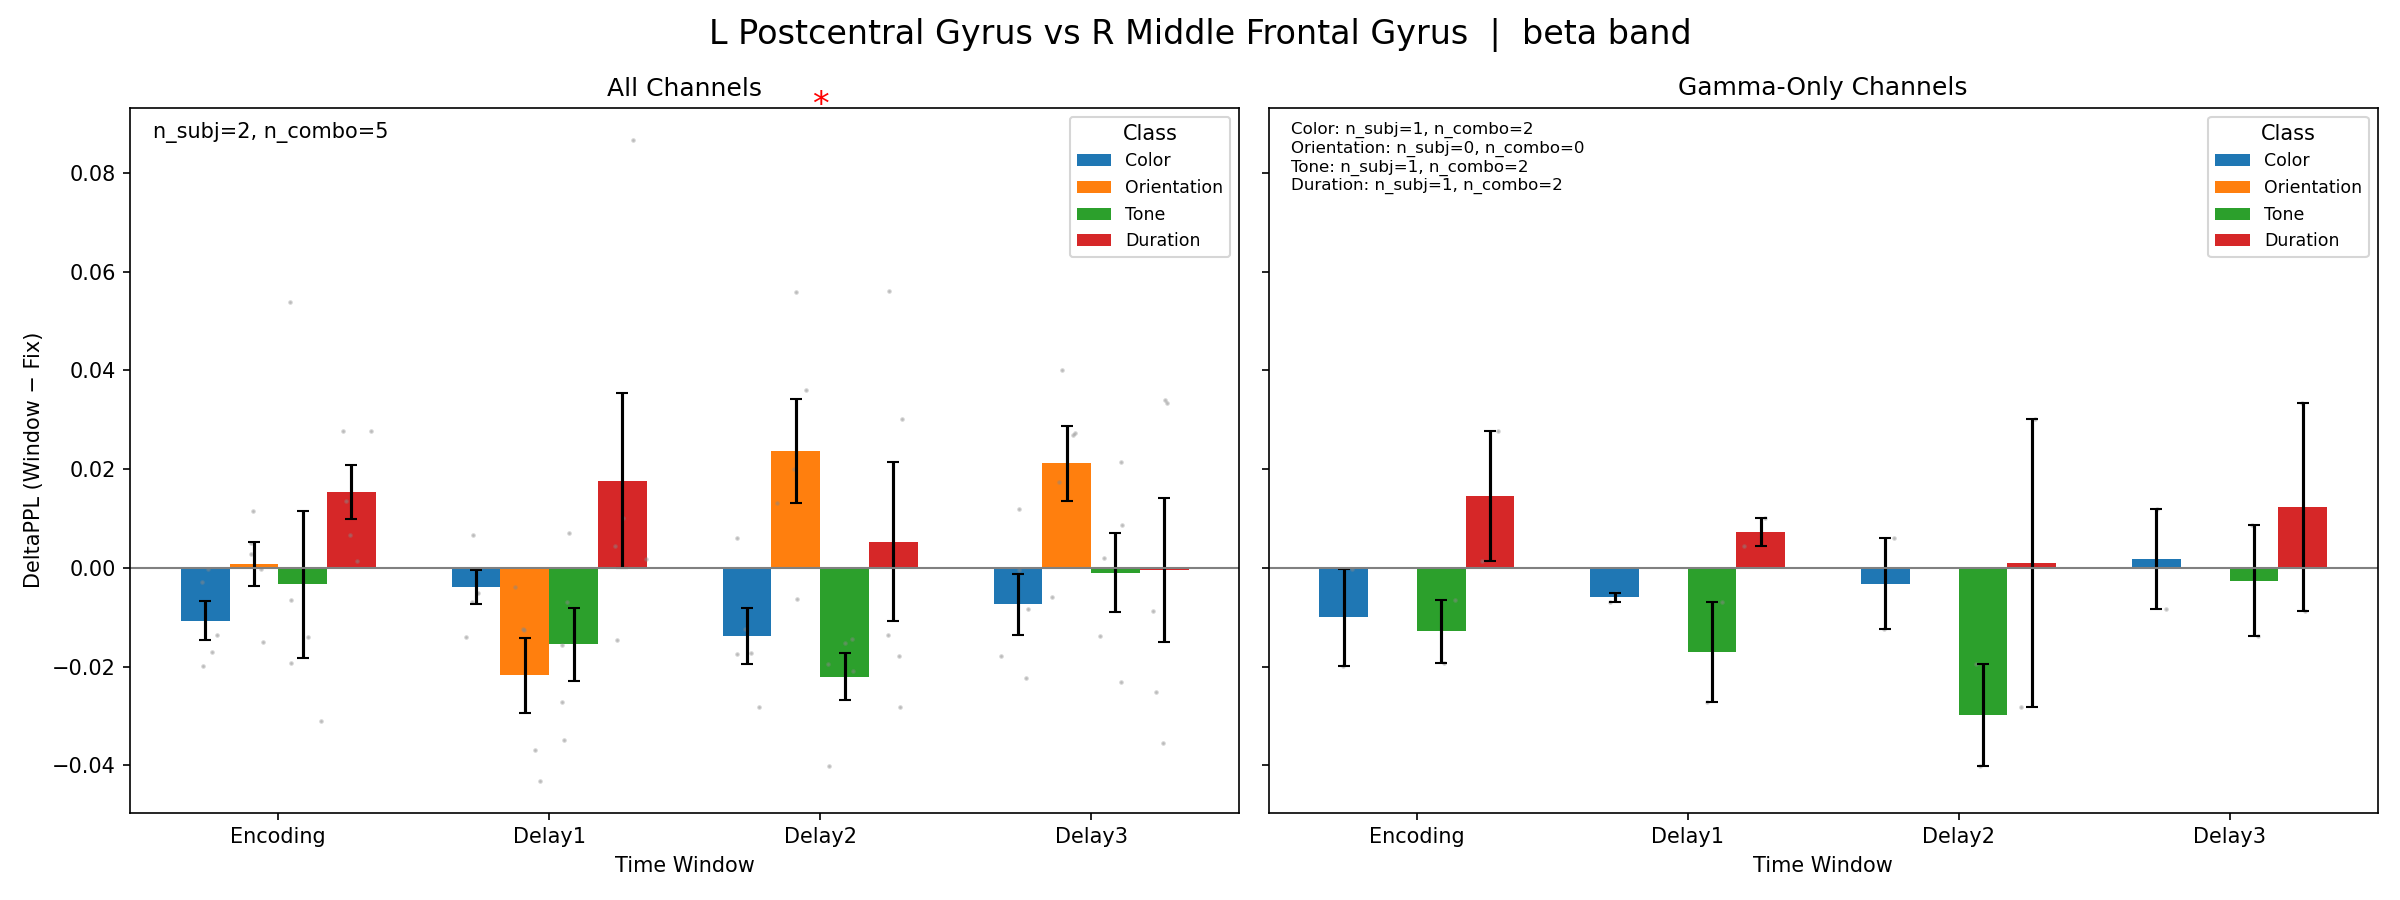 L Postcentral Gyrus vs R Middle Frontal Gyrus | beta band
All Channels
*
n_subj=2, n_combo=5
Class
Color
Orientation
Tone
Duration
DeltaPPL (Window − Fix)
0.08
0.06
0.04
0.02
0.00
−0.02
−0.04
Encoding
Delay1
Delay2
Delay3
Time Window
Gamma-Only Channels
Color: n_subj=1, n_combo=2
Orientation: n_subj=0, n_combo=0
Tone: n_subj=1, n_combo=2
Duration: n_subj=1, n_combo=2
Class
Color
Orientation
Tone
Duration
Encoding
Delay1
Delay2
Delay3
Time Window